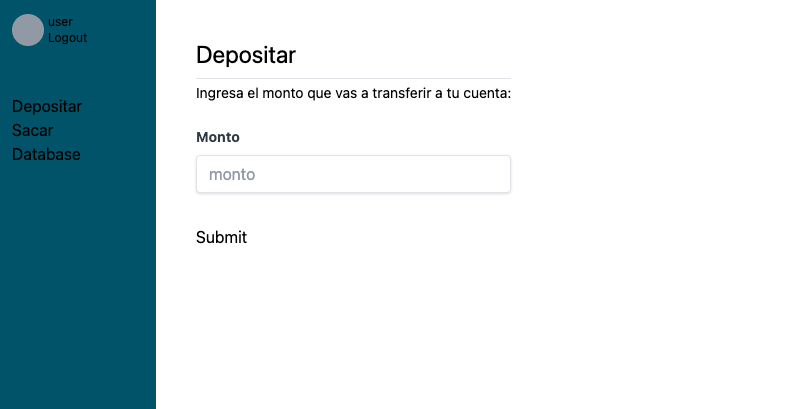 user
Logout
Depositar
Sacar
Database
Depositar
Ingresa el monto que vas a transferir a tu cuenta:
Monto
monto
Submit